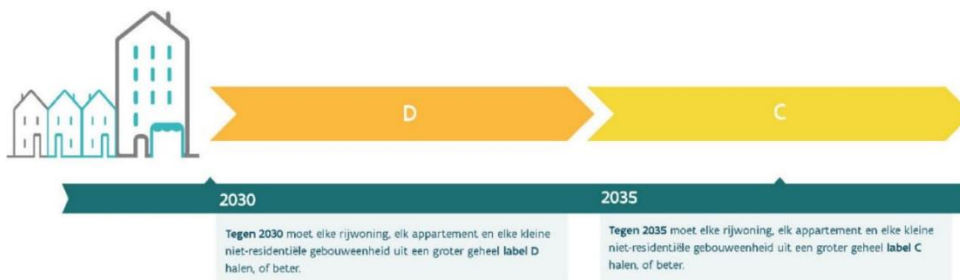 D
C
2030
2035
Tegen 2030 moet elke rijwoning, elk appartement en elke kleine
niet-residentiële gebouweenheid uit een groter geheel label D
halen, of beter.
Tegen 2035 moet elke rijwoning, elk appartement en elke kleine
niet-residentiële gebouweenheid uit een groter geheel label C
halen, of beter.